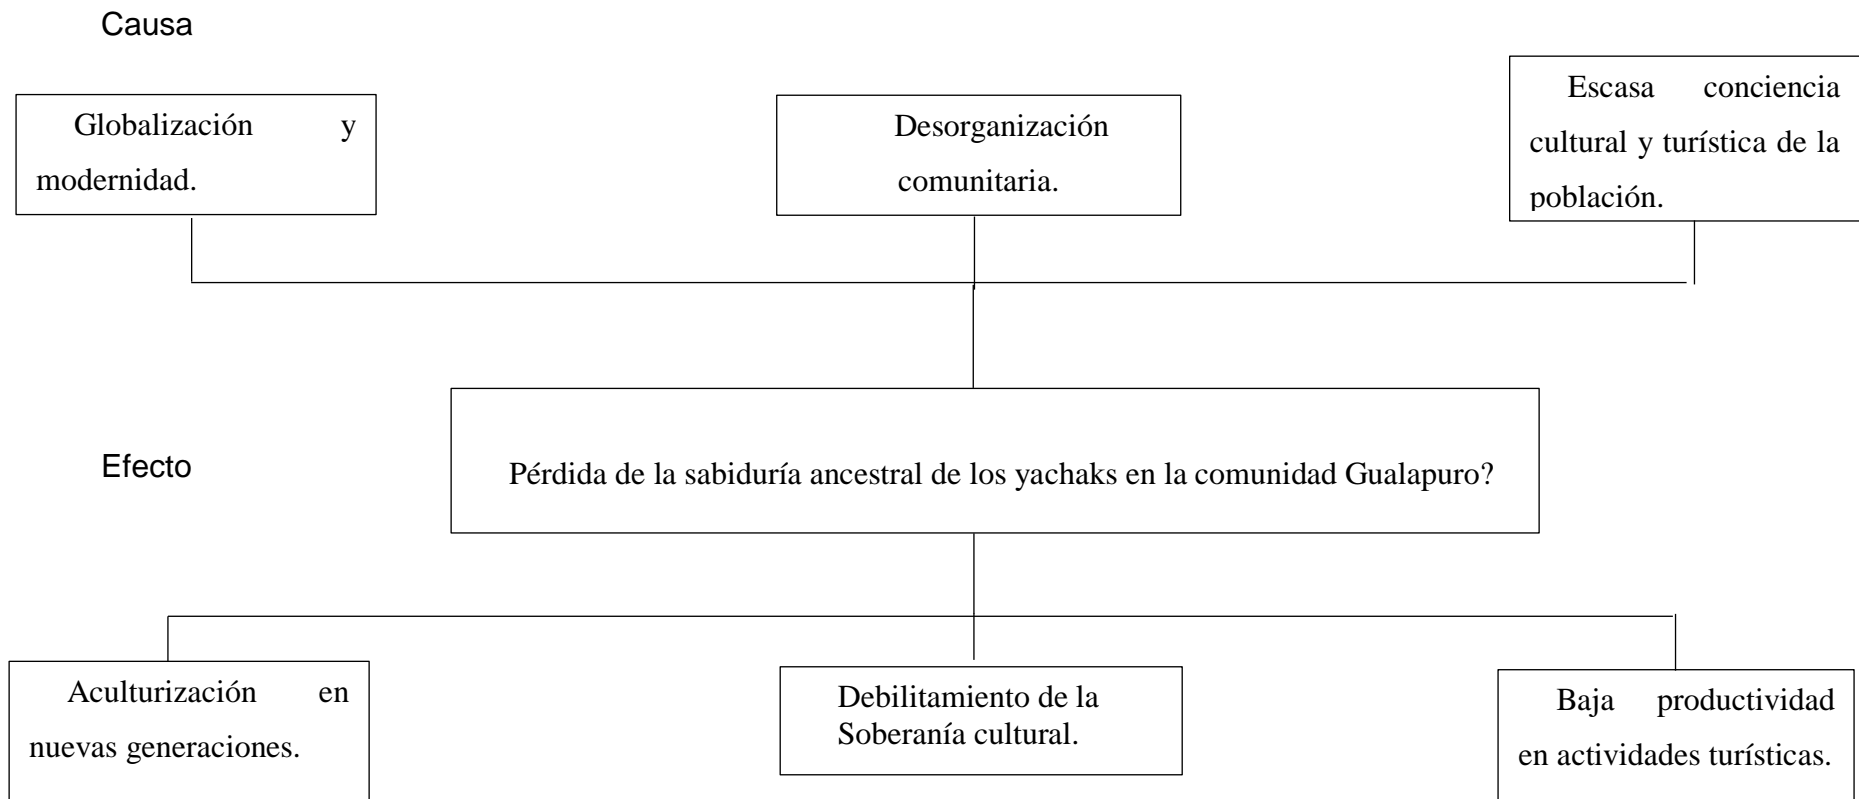 Causa
Globalización y
modernidad.
Desorganización
comunitaria.
Escasa conciencia
cultural y turística de la
población.
Efecto
Pérdida de la sabiduría ancestral de los yachaks en la comunidad Gualapuro?
Aculturización en
nuevas generaciones.
Debilitamiento de la
Soberanía cultural.
Baja productividad
en actividades turísticas.